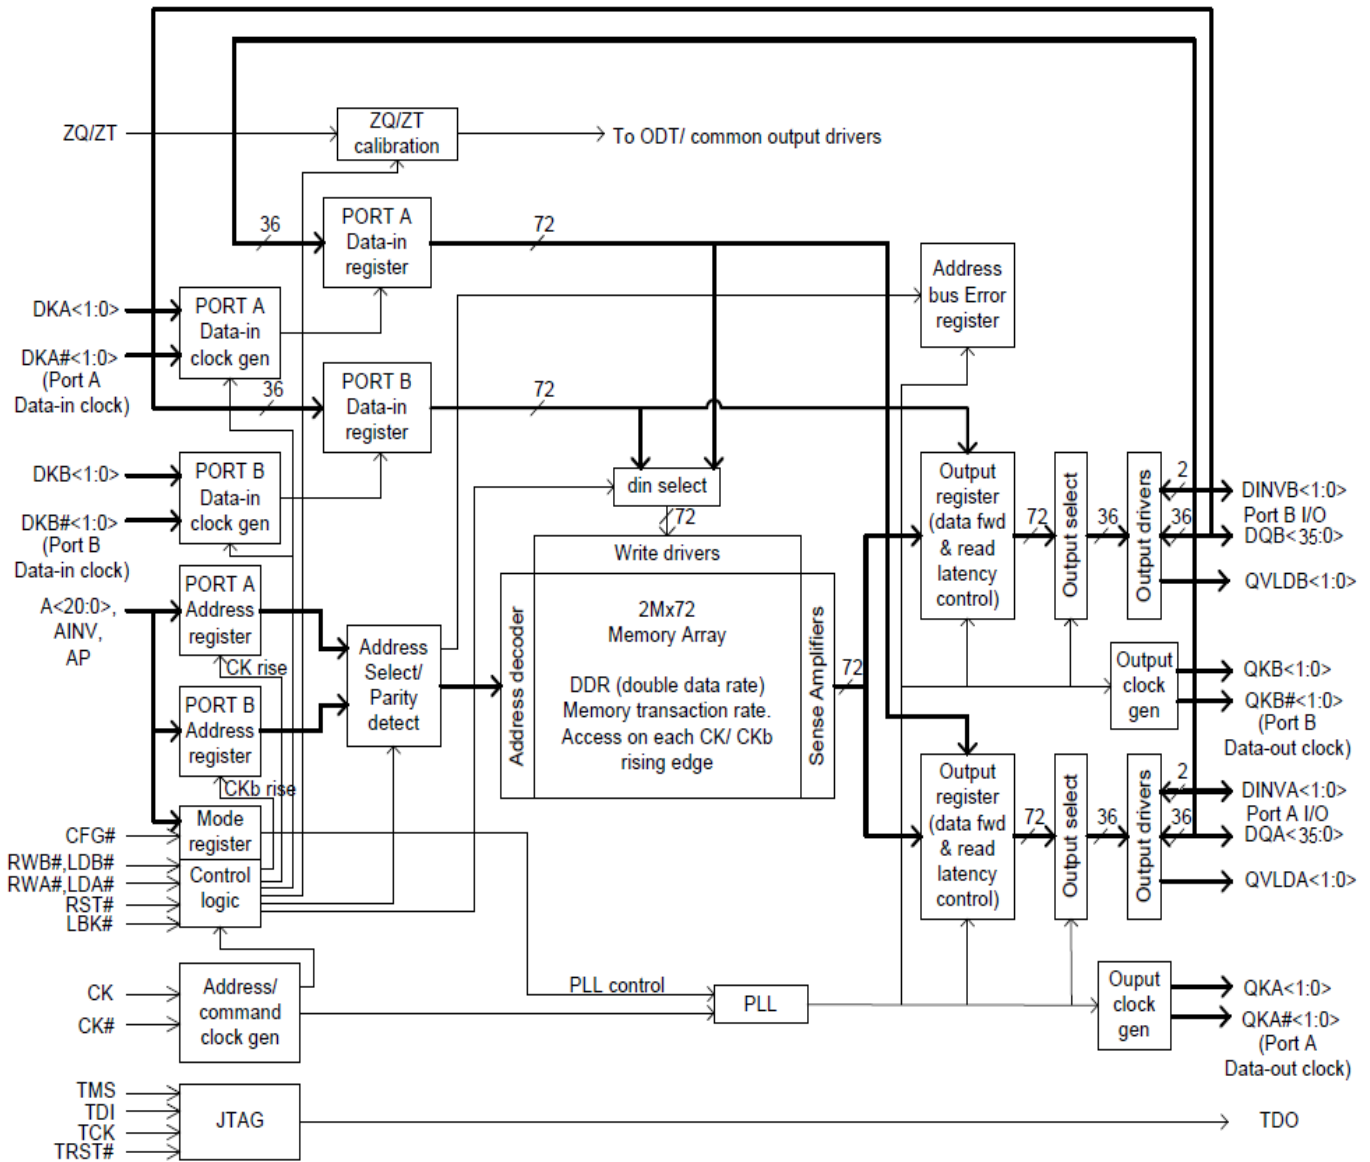 ZQ/ZT
ZQ/ZT
calibration
To ODT/ common output drivers
36
PORT A
Data-in
register
72
Address
bus Error
register
DKA<1:0>
DKA#<1:0>
(Port A
Data-in clock)
PORT A
Data-in
clock gen
36
PORT B
Data-in
register
72
DKB<1:0>
DKB#<1:0>
(Port B
Data-in clock)
PORT B
Data-in
clock gen
din select
72
Write drivers
Address decoder
2Mx72
Memory Array
DDR (double data rate)
Memory transaction rate.
Access on each CK/ CKb
rising edge
Sense Amplifiers
72
Output
register
(data fwd
& read
latency
control)
72
Output select
36
Output drivers
2
36
DINVB<1:0>
Port B I/O
DQB<35:0>
QVLDB<1:0>
A<20:0>,
AINV,
AP
PORT A
Address
register
CK rise
PORT B
Address
register
CKb rise
Address
Select/
Parity
detect
Output
clock
gen
QKB<1:0>
QKB#<1:0>
(Port B
Data-out clock)
Output
register
(data fwd
& read
latency
control)
72
Output select
36
Output drivers
2
36
DINVA<1:0>
Port A I/O
DQA<35:0>
QVLDA<1:0>
CFG#
RWB#,LDB#
RWA#,LDA#
RST#
LBK#
Mode
register
Control
logic
CK
CK#
Address/
command
clock gen
PLL control
PLL
Ouput
clock
gen
QKA<1:0>
QKA#<1:0>
(Port A
Data-out clock)
TMS
TDI
TCK
TRST#
JTAG
TDO